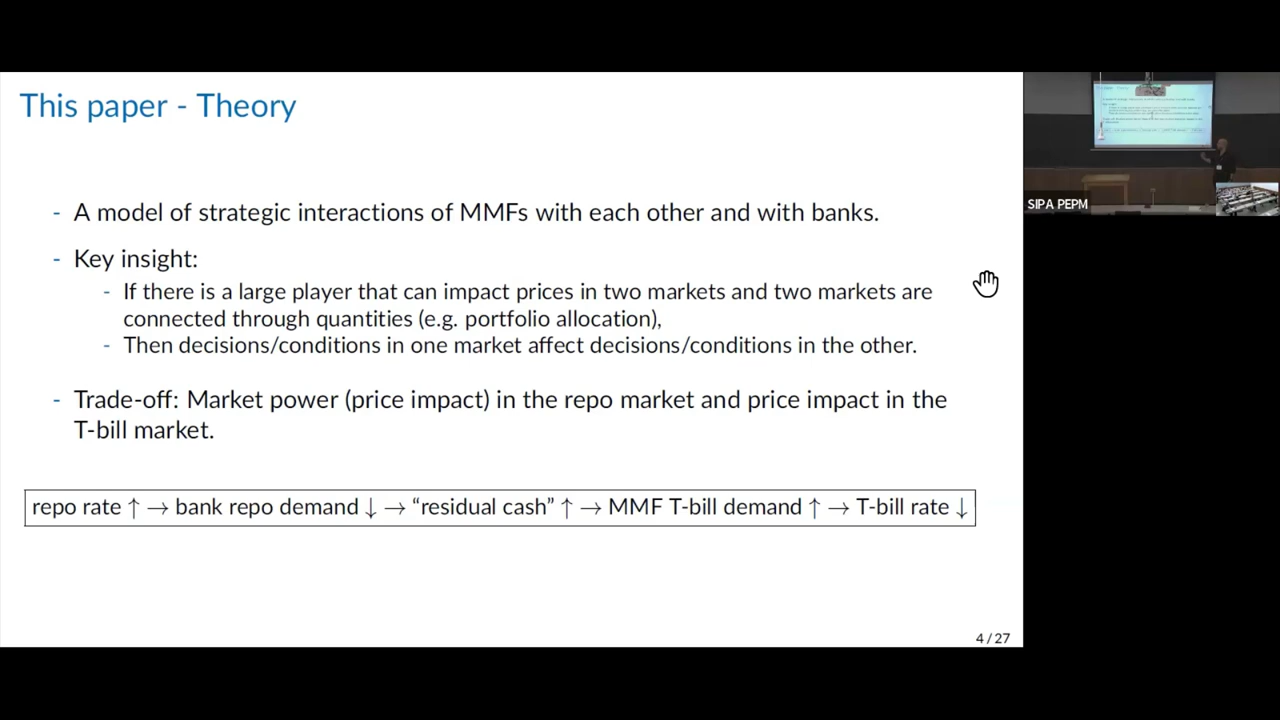 This paper - Theory
- A model of strategic interactions of MMFs with each other and with banks.
- Key insight:
- If there is a large player that can impact prices in two markets and two markets are
connected through quantities (e.g. portfolio allocation),
- Then decisions/conditions in one market affect decisions/conditions in the other.
- Trade-off: Market power (price impact) in the repo market and price impact in the
T-bill market.
repo rate ↑ → bank repo demand ↓ → “residual cash” ↑ → MMF T-bill demand ↑ → T-bill rate ↓
4 / 27
SIPA PEPM